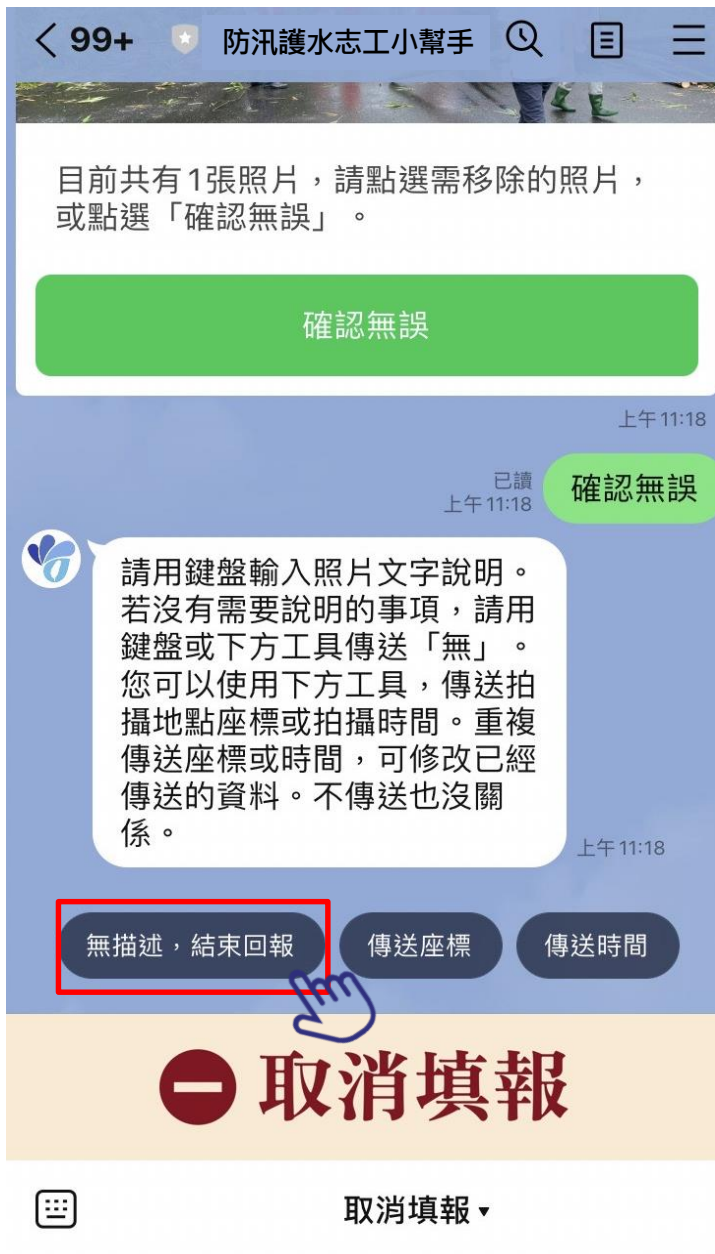 99+ 防汛護水志工小幫手
目前共有1張照片，請點選需移除的照片，
或點選「確認無誤」。
確認無誤
上午 11:18
已讀
上午 11:18
確認無誤
請用鍵盤輸入照片文字說明。
若沒有需要說明的事項，請用
鍵盤或下方工具傳送「無」。
您可以使用下方工具，傳送拍
攝地點座標或拍攝時間。重複
傳送座標或時間，可修改已經
傳送的資料。不傳送也沒關
係。
上午 11:18
無描述，結束回報 傳送座標 傳送時間
取消填報
取消填報